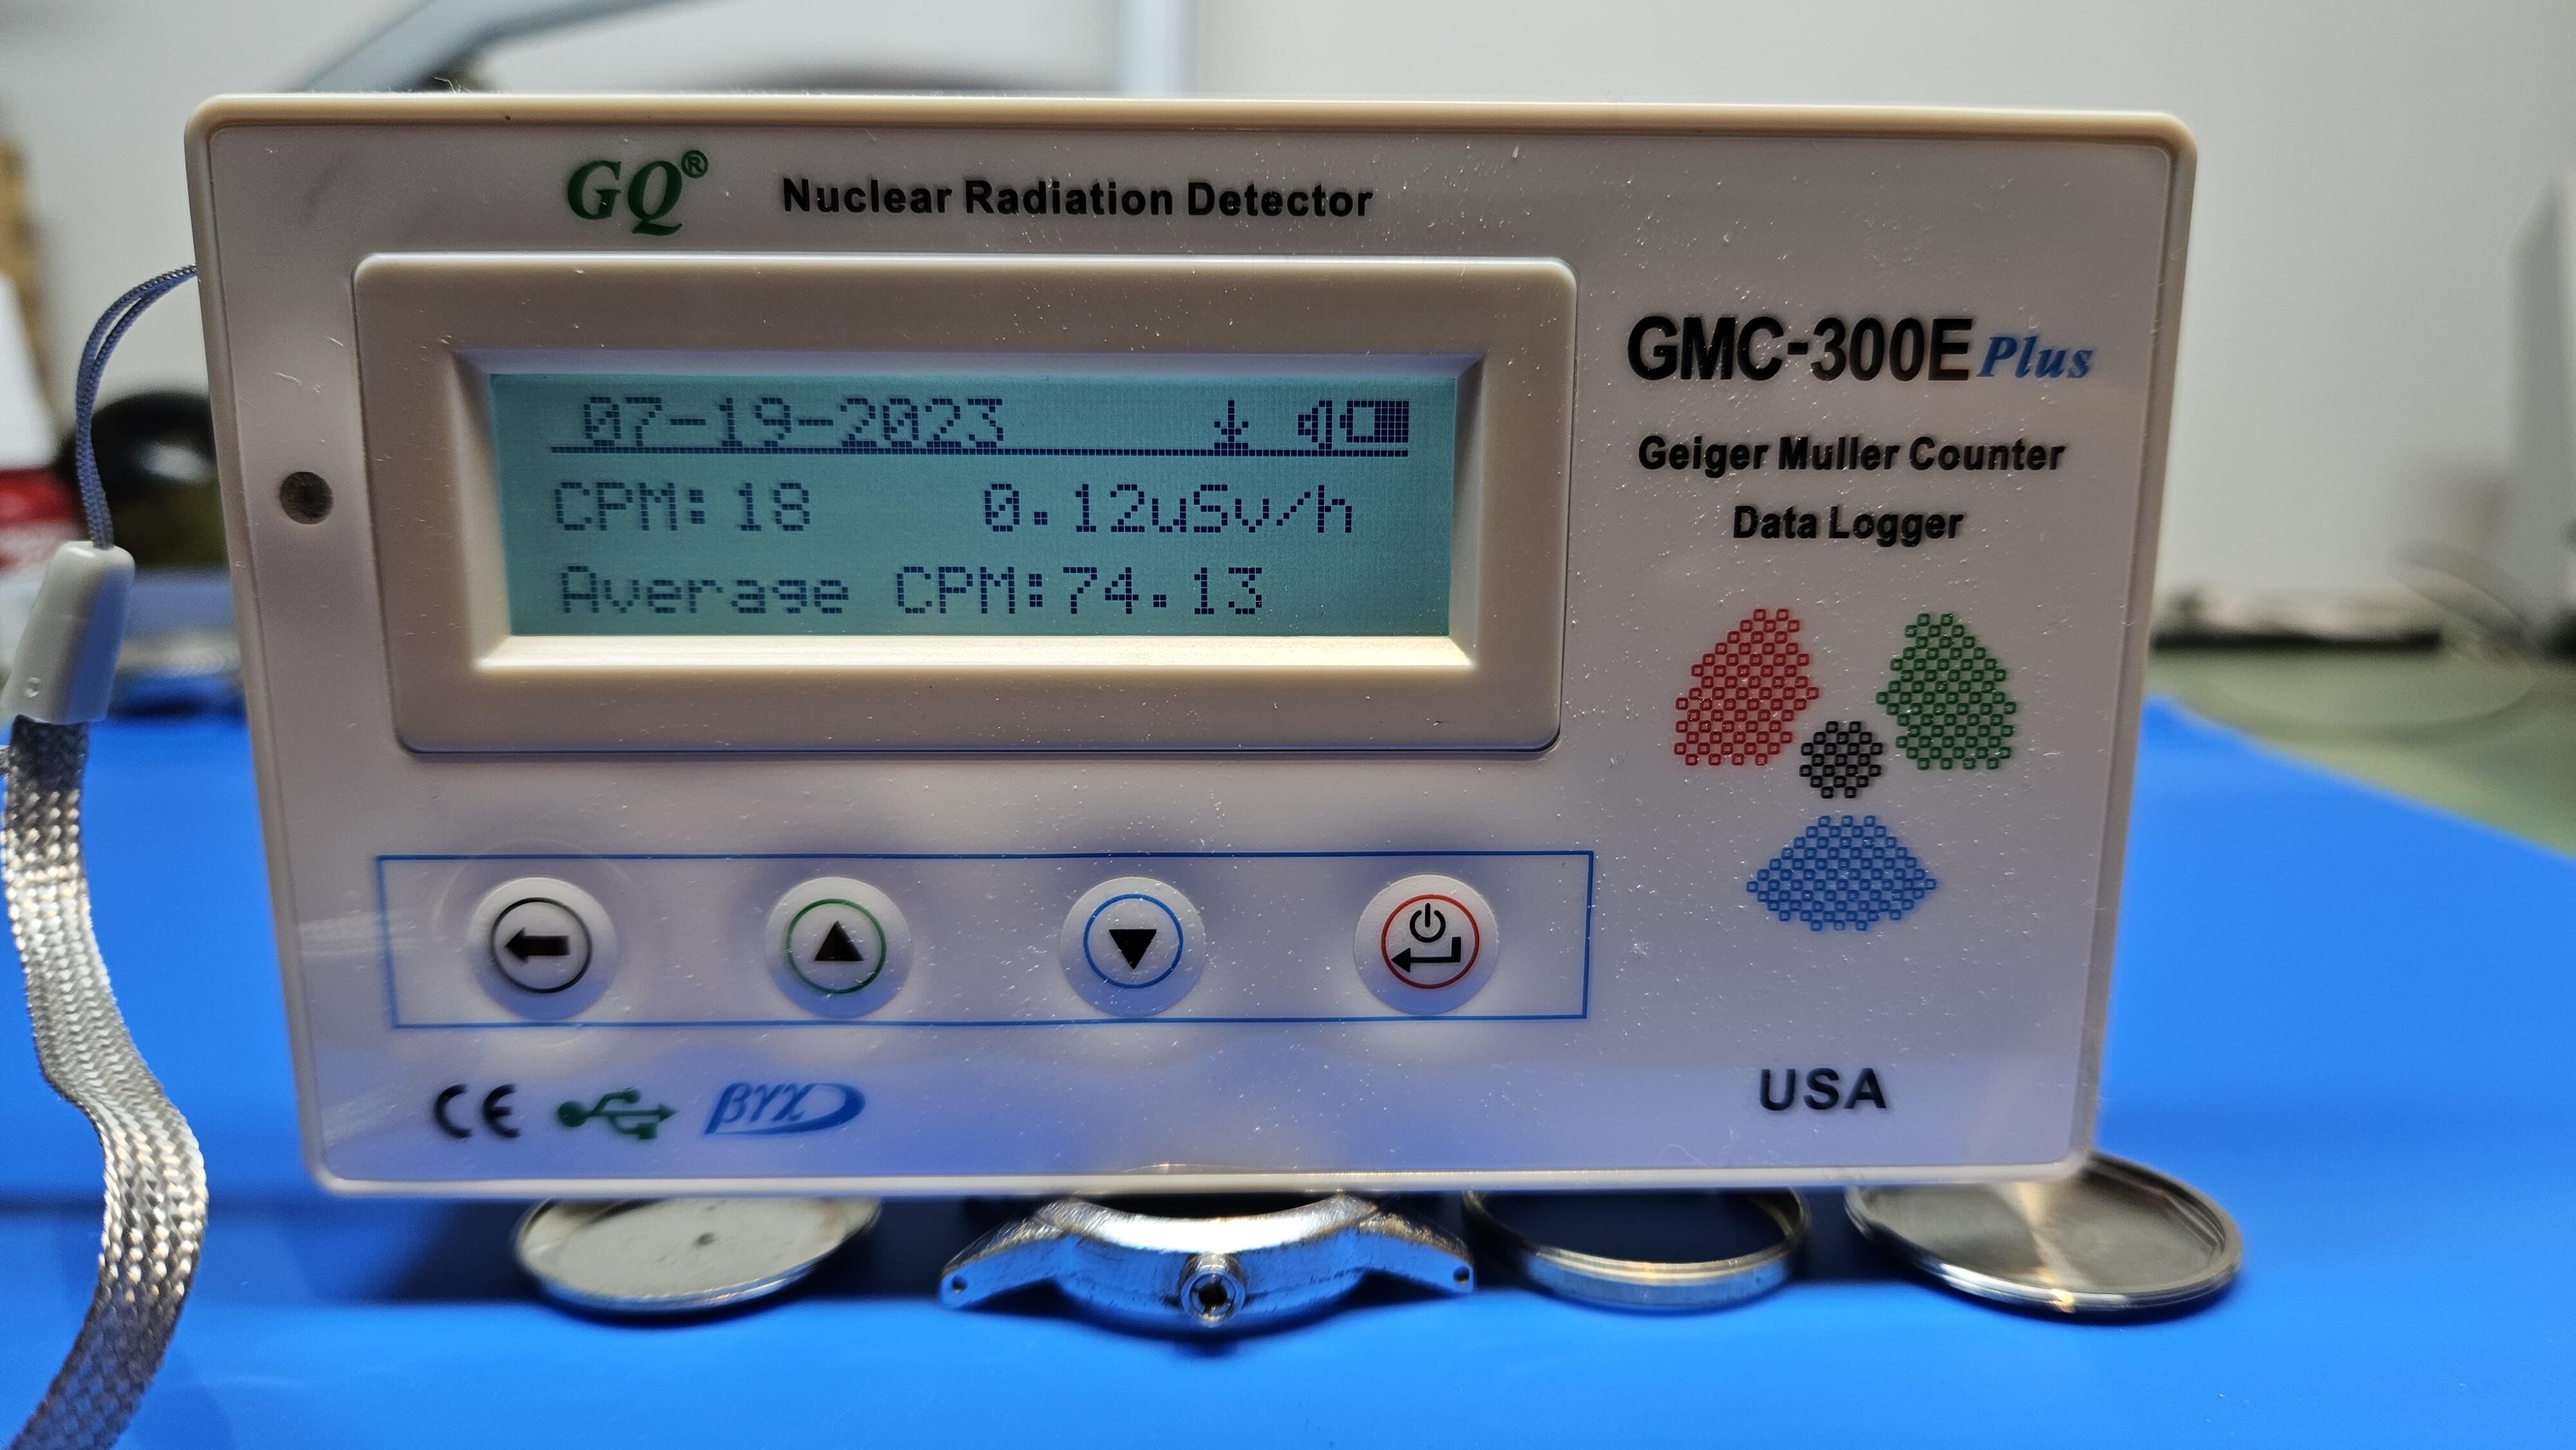 GQ® Nuclear Radiation Detector
07-19-2023
CPM: 18 0.12uSv/h
Average CPM:74.13
GMC-300E Plus
Geiger Muller Counter
Data Logger
CE βγχ
USA